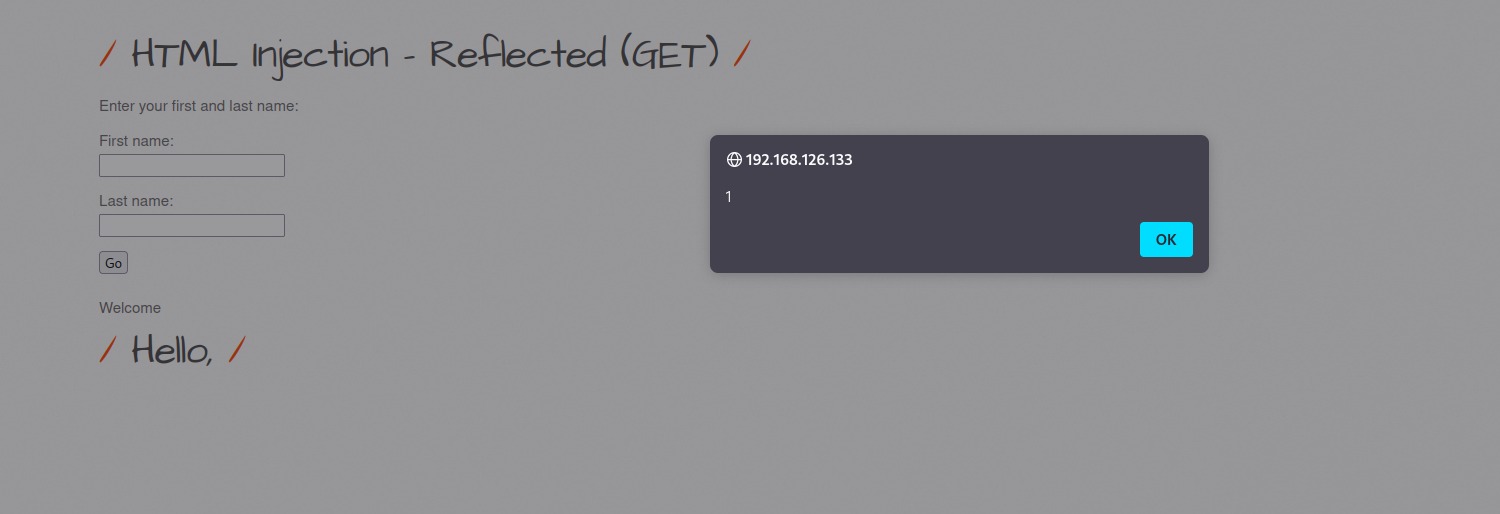 / HTML Injection - Reflected (GET) /
Enter your first and last name:
First name:
Last name:
Go
Welcome
/ Hello, /
192.168.126.133
1
OK